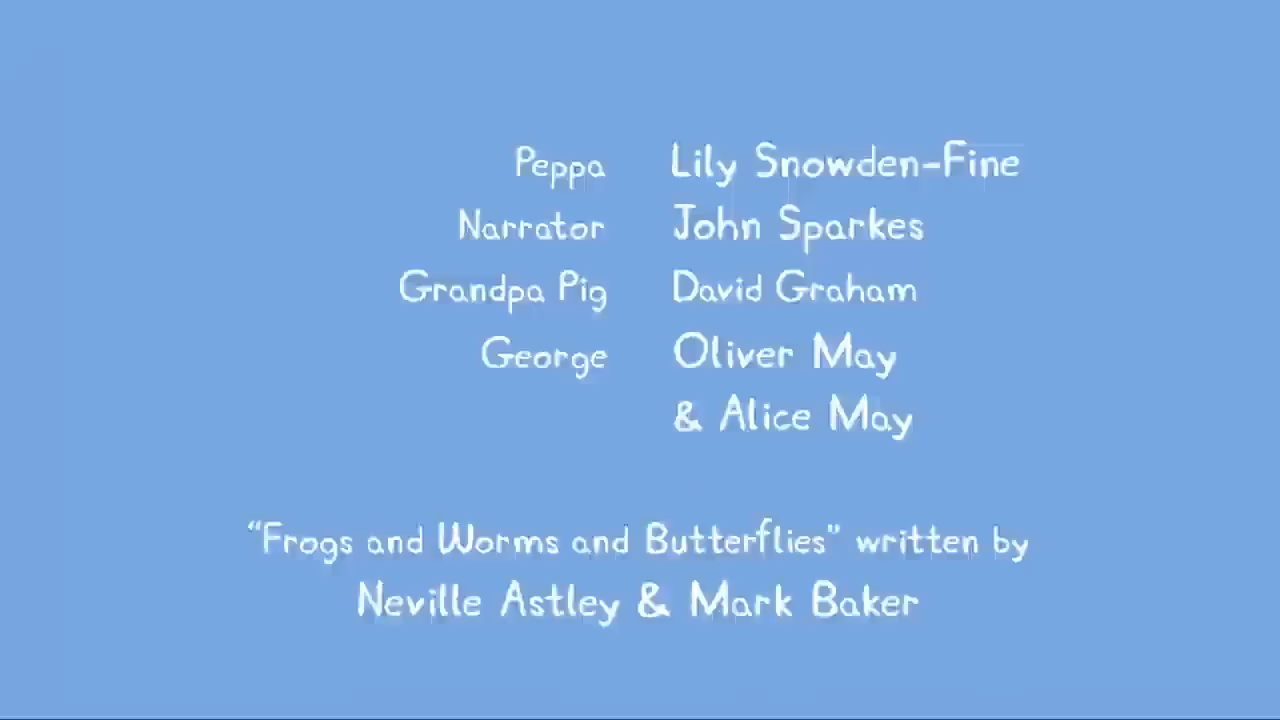 Peppa Lily Snowden-Fine
Narrator John Sparkes
Grandpa Pig David Graham
George Oliver May
& Alice May
“Frogs and Worms and Butterflies” written by
Neville Astley & Mark Baker